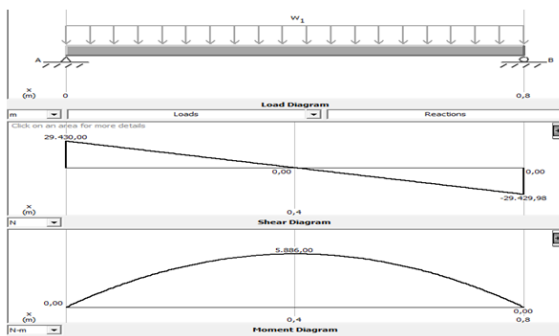 W1
A B
x
(m) 0 0,8
Load Diagram
m Loads Reactions
Click on an area for more details
29.430,00
0,00 0,00
-29.429,98
x
(m) 0,4
N Shear Diagram
5.886,00
0,00 0,00
x
(m) 0,4 0,8
N-m Moment Diagram